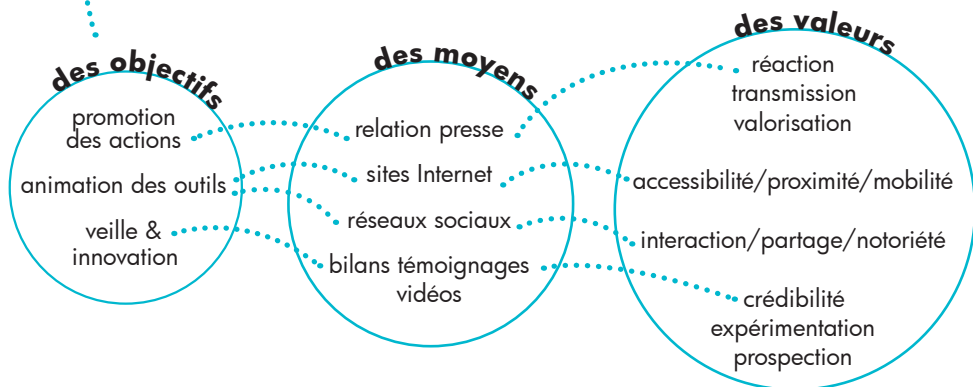 des objectifs
promotion
des actions
animation des outils
veille &
innovation
des moyens
relation presse
sites Internet
réseaux sociaux
bilans témoignages
vidéos
des valeurs
réaction
transmission
valorisation
accessibilité/proximité/mobilité
interaction/partage/notoriété
crédibilité
expérimentation
prospection